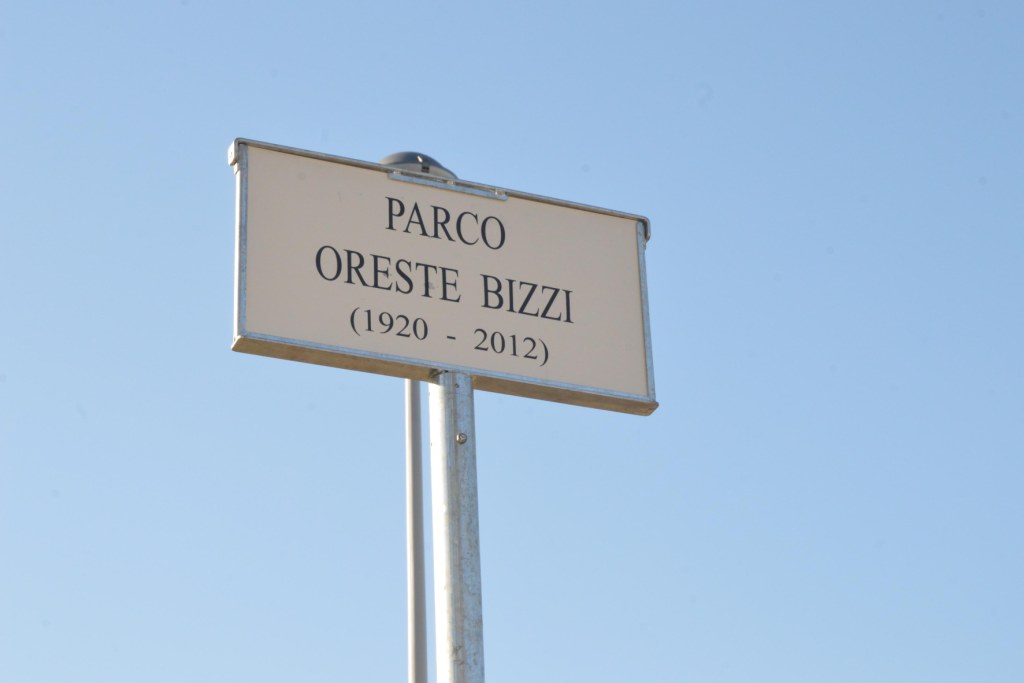 PARCO
ORESTE BIZZI
(1920 - 2012)